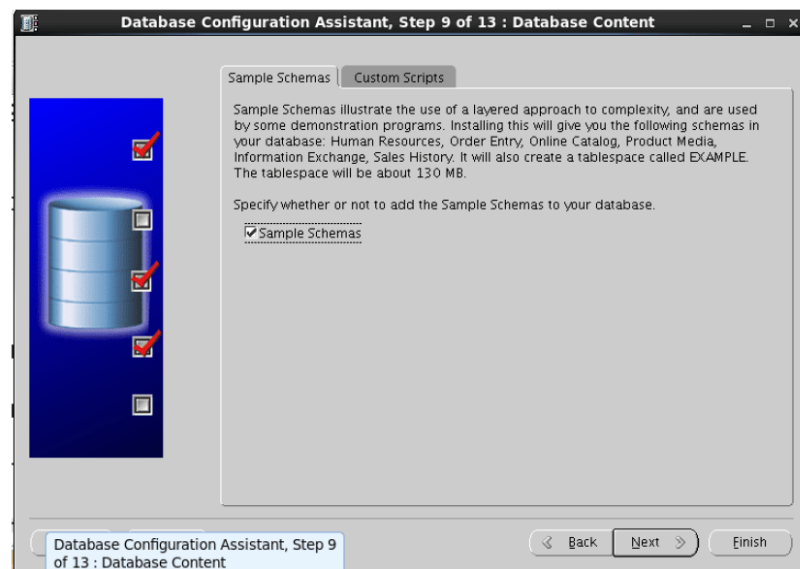 Database Configuration Assistant, Step 9 of 13 : Database Content
Sample Schemas
Custom Scripts
Sample Schemas illustrate the use of a layered approach to complexity, and are used
by some demonstration programs. Installing this will give you the following schemas in
your database: Human Resources, Order Entry, Online Catalog, Product Media,
Information Exchange, Sales History. It will also create a tablespace called EXAMPLE.
The tablespace will be about 130 MB.
Specify whether or not to add the Sample Schemas to your database.
Sample Schemas
Back
Next
Finish
Database Configuration Assistant, Step 9
of 13 : Database Content